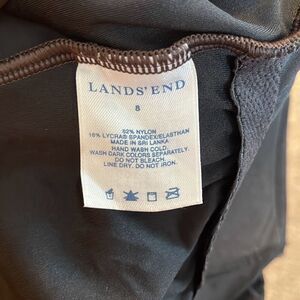 LANDS' END
8
82% NYLON
18% LYCRA® SPANDEX/ELASTHAN
MADE IN SRI LANKA
HAND WASH COLD.
WASH DARK COLORS SEPARATELY.
DO NOT BLEACH.
LINE DRY. DO NOT IRON.